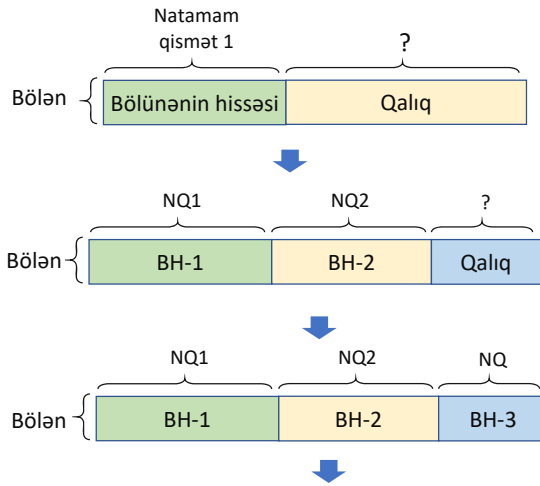 Natamam
qismət 1
?
Bölən
Bölünənin hissəsi
Qalıq
NQ1
NQ2
?
Bölən
BH-1
BH-2
Qalıq
NQ1
NQ2
NQ
Bölən
BH-1
BH-2
BH-3